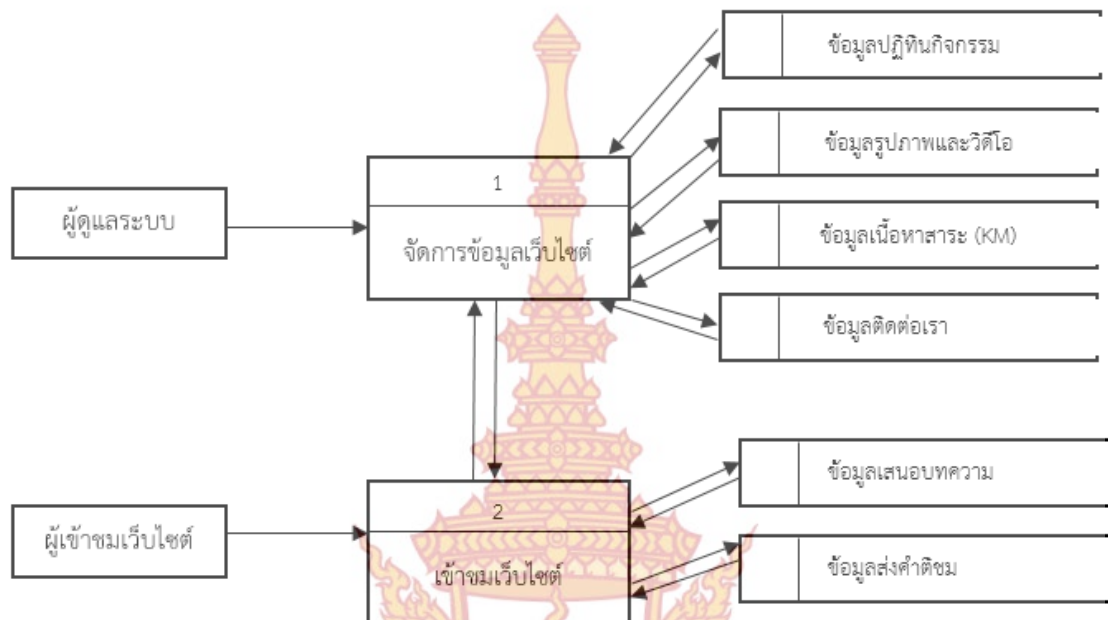 ข้อมูลปฏิทินกิจกรรม
ข้อมูลรูปภาพและวิดีโอ
1
ผู้ดูแลระบบ
จัดการข้อมูลเว็บไซต์
ข้อมูลเนื้อหาสาระ (KM)
ข้อมูลติดต่อเรา
ข้อมูลเสนอบทความ
2
ผู้เข้าชมเว็บไซต์
เข้าชมเว็บไซต์
ข้อมูลส่งคำติชม